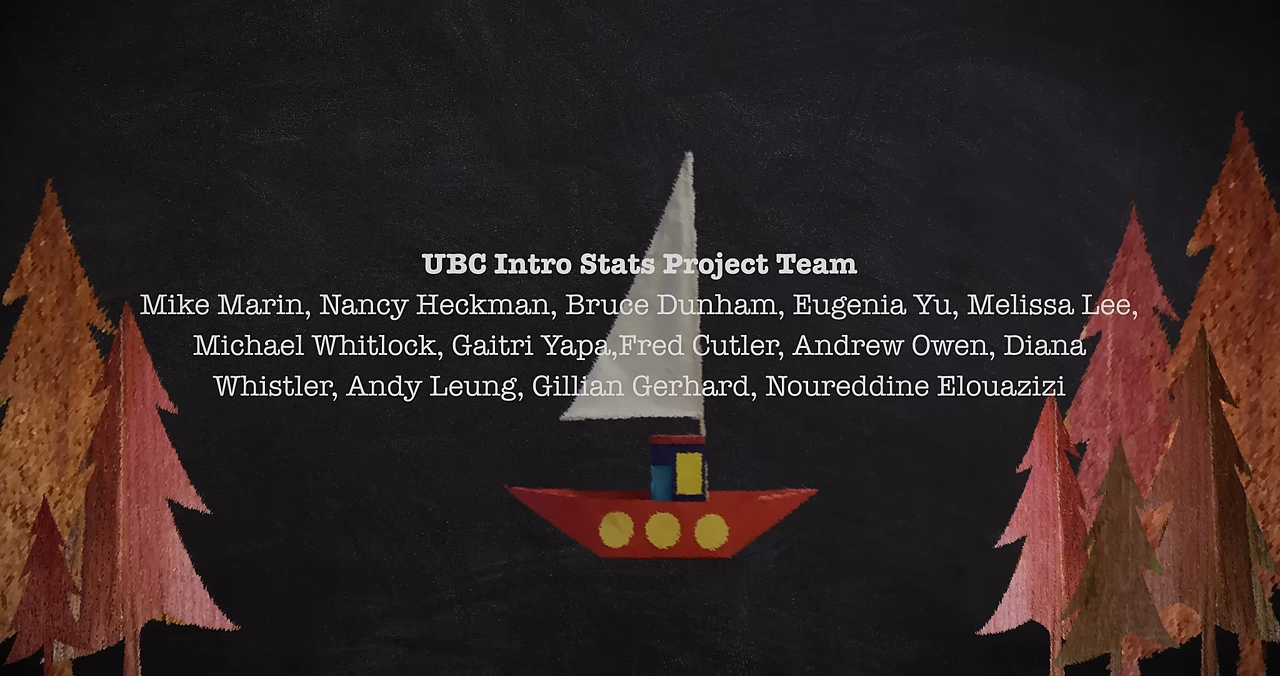 UBC Intro Stats Project Team
Mike Marin, Nancy Heckman, Bruce Dunham, Eugenia Yu, Melissa Lee,
Michael Whitlock, Gaitri Yapa,Fred Cutler, Andrew Owen, Diana
Whistler, Andy Leung, Gillian Gerhard, Noureddine Elouazizi